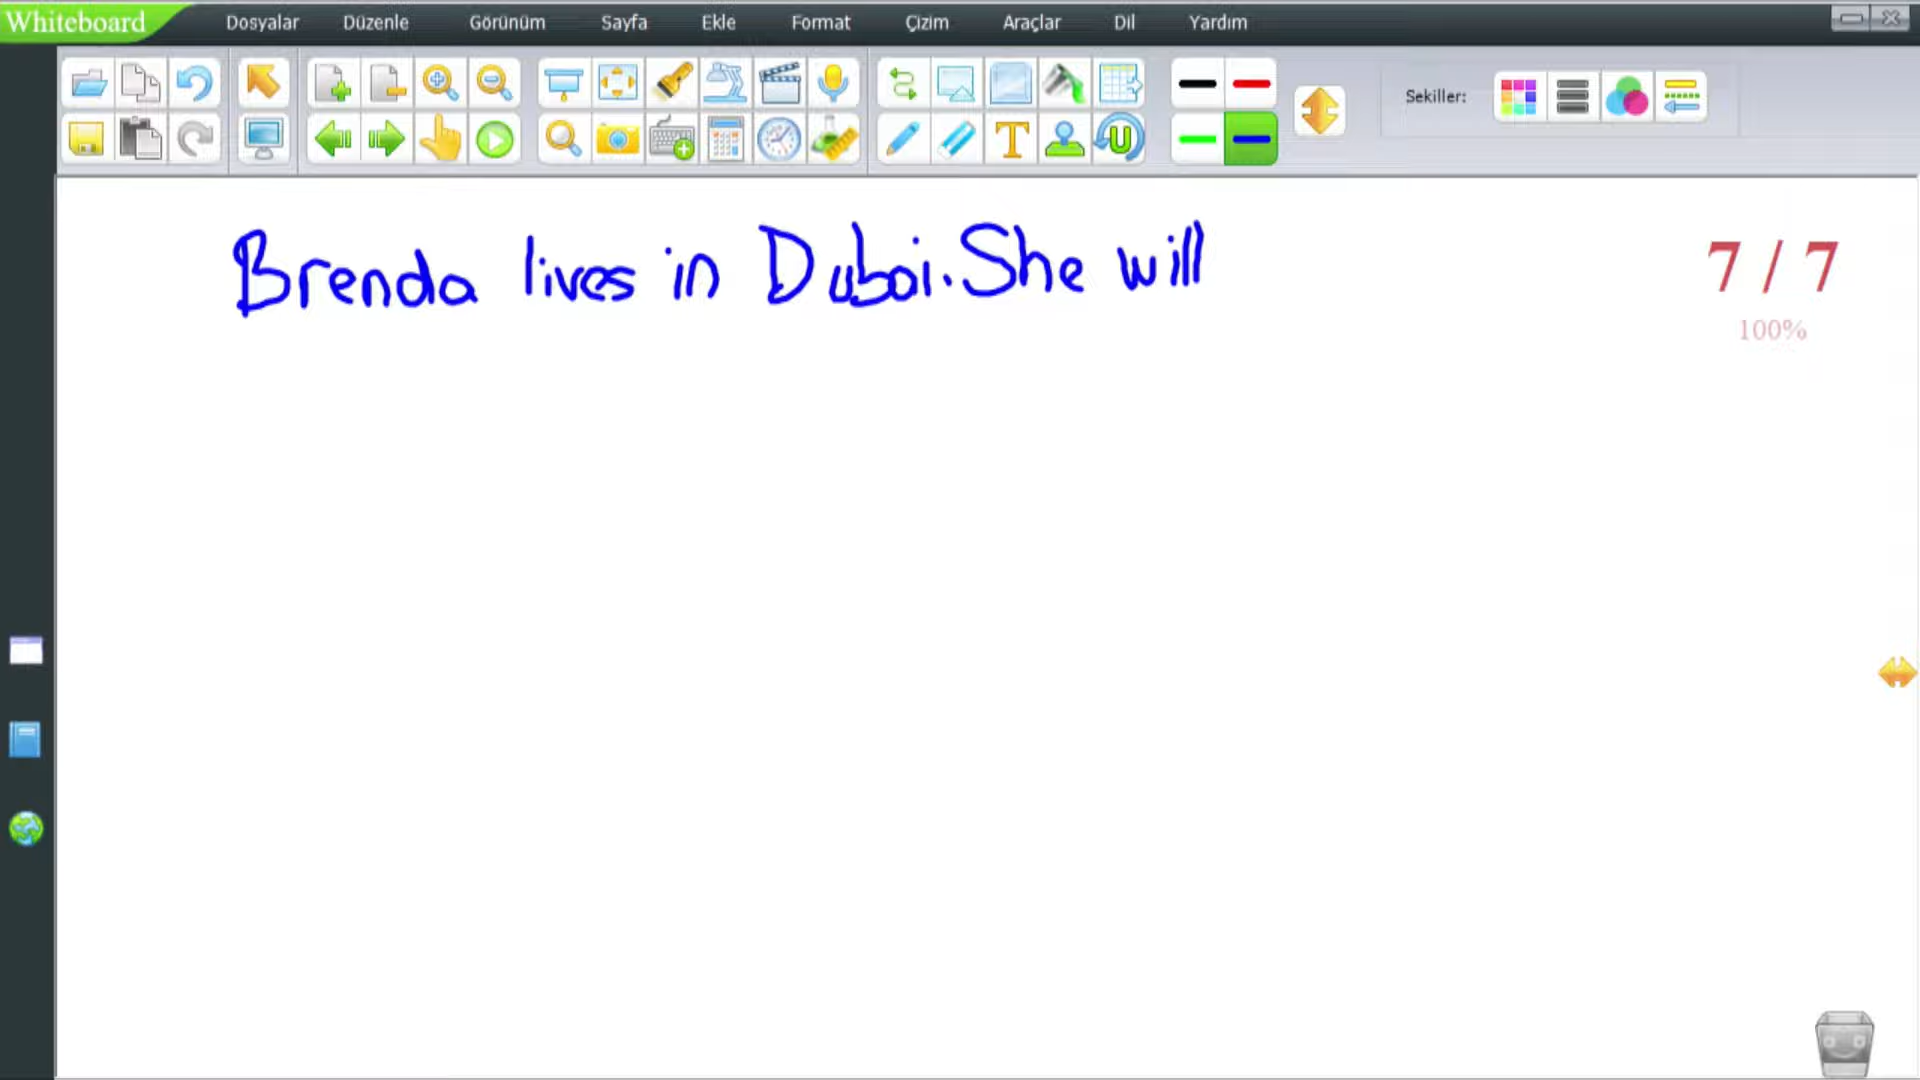 Whiteboard Dosyalar Düzenle Görünüm Sayfa Ekle Format Çizim Araçlar Dil Yardım
Sekiller:
Brenda lives in Dubai. She will
7 / 7
100%